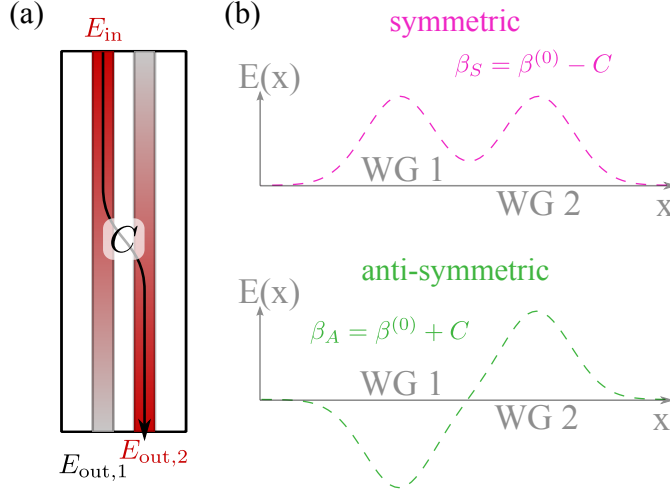 (a)
E_in
C
E_out,1
E_out,2
(b)
symmetric
β_S = β^(0) − C
E(x)
WG 1
WG 2
x
anti-symmetric
E(x)
β_A = β^(0) + C
WG 1
WG 2
x